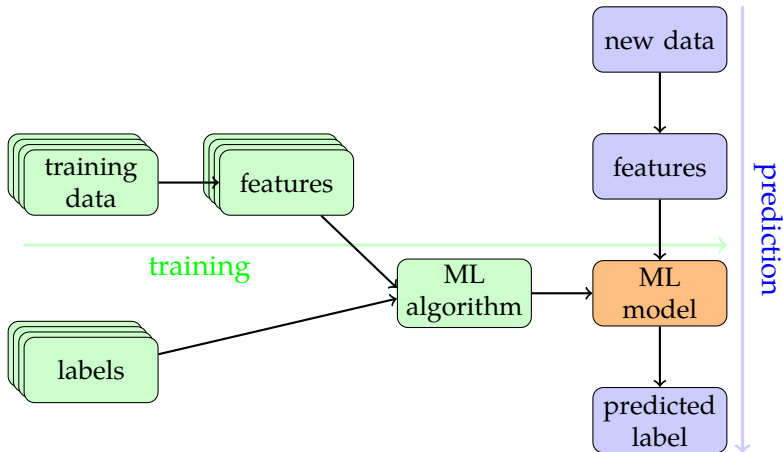 new data
training
data
features
features
prediction
training
ML
algorithm
ML
model
labels
predicted
label